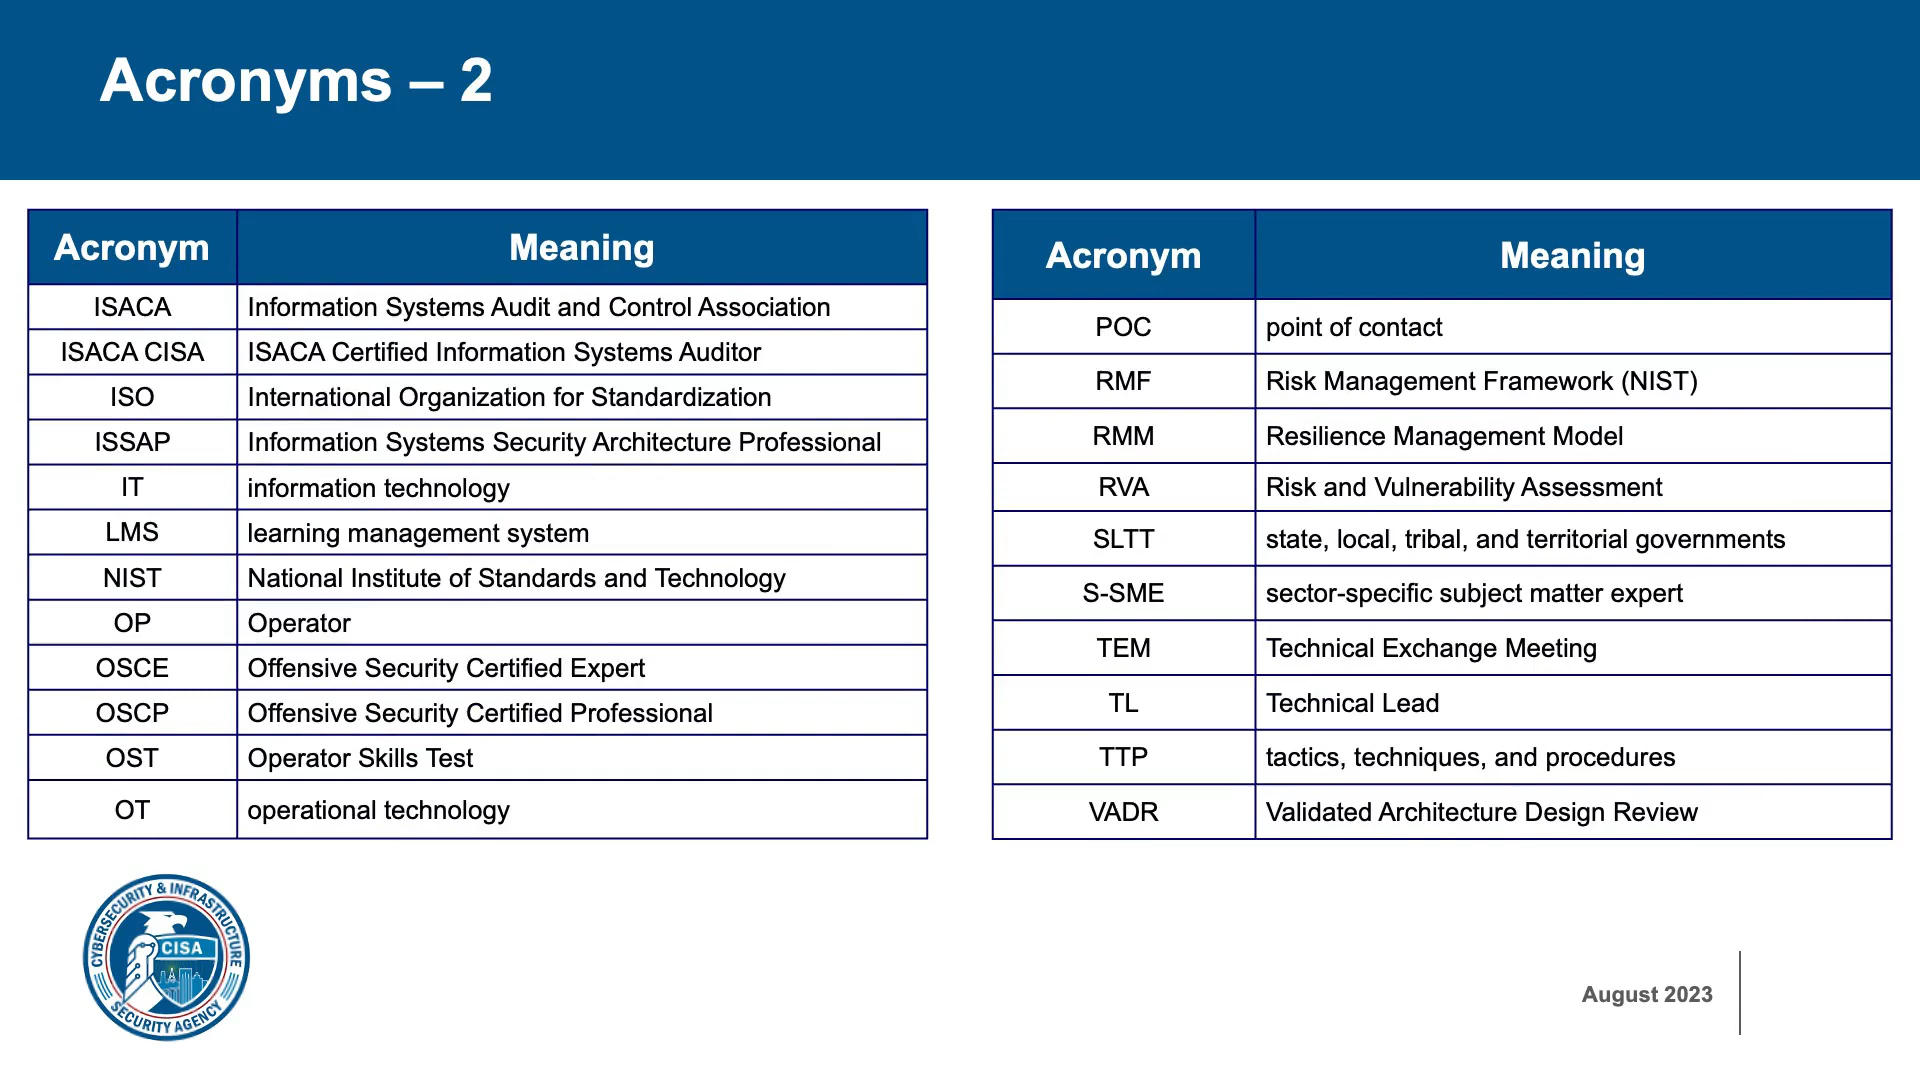 Acronyms – 2
Acronym Meaning
ISACA Information Systems Audit and Control Association
ISACA CISA ISACA Certified Information Systems Auditor
ISO International Organization for Standardization
ISSAP Information Systems Security Architecture Professional
IT information technology
LMS learning management system
NIST National Institute of Standards and Technology
OP Operator
OSCE Offensive Security Certified Expert
OSCP Offensive Security Certified Professional
OST Operator Skills Test
OT operational technology
Acronym Meaning
POC point of contact
RMF Risk Management Framework (NIST)
RMM Resilience Management Model
RVA Risk and Vulnerability Assessment
SLTT state, local, tribal, and territorial governments
S-SME sector-specific subject matter expert
TEM Technical Exchange Meeting
TL Technical Lead
TTP tactics, techniques, and procedures
VADR Validated Architecture Design Review
CYBERSECURITY & INFRASTRUCTURE
CISA
SECURITY AGENCY
August 2023